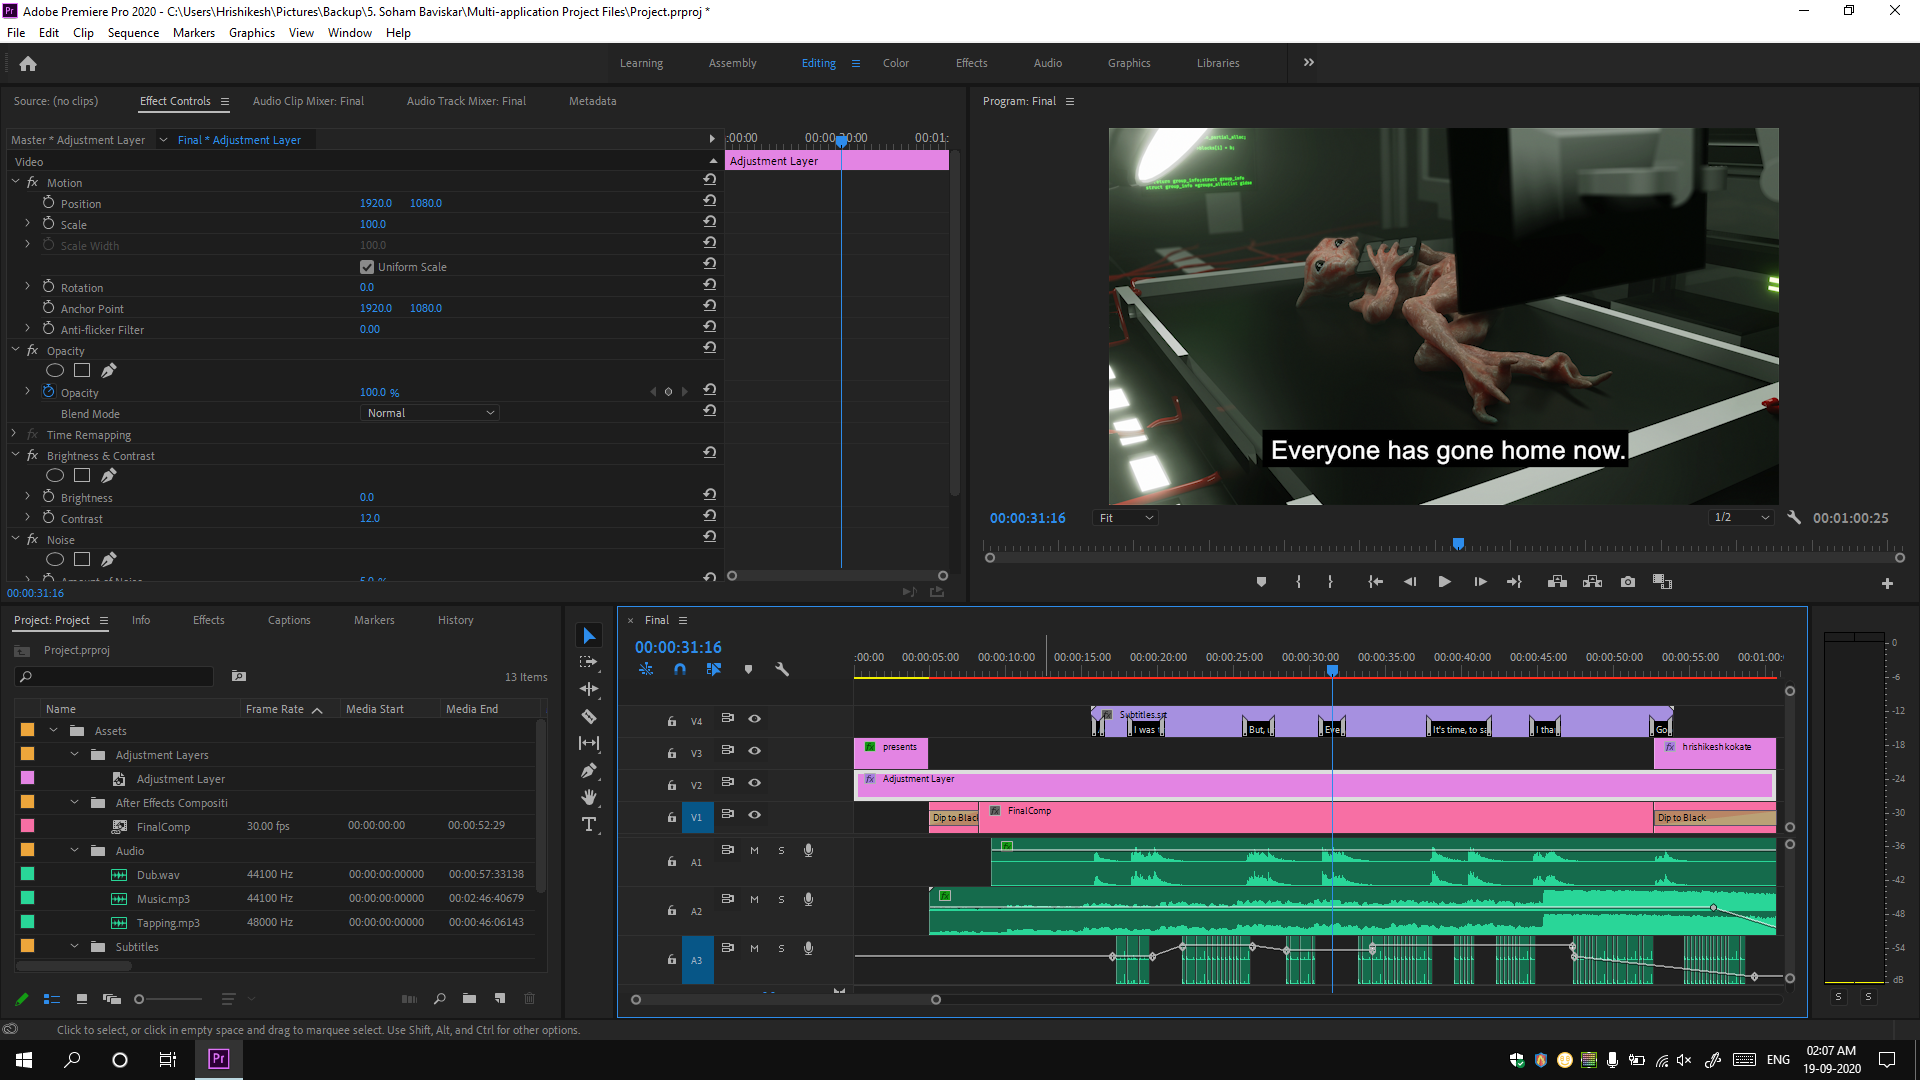 Adobe Premiere Pro 2020 - C:\Users\Hrishikesh\Pictures\Backup\5. Soham Baviskar\Multi-application Project Files\Project.prproj *
File Edit Clip Sequence Markers Graphics View Window Help
Learning Assembly Editing Color Effects Audio Graphics Libraries
Source: (no clips) Effect Controls Audio Clip Mixer: Final Audio Track Mixer: Final Metadata
Master * Adjustment Layer Final * Adjustment Layer
:00:00 00:00:30:00 00:01:
Video
Adjustment Layer
fx Motion
Position 1920.0 1080.0
Scale 100.0
Scale Width 100.0
Uniform Scale
Rotation 0.0
Anchor Point 1920.0 1080.0
Anti-flicker Filter 0.00
fx Opacity
Opacity 100.0 %
Blend Mode Normal
fx Time Remapping
fx Brightness & Contrast
Brightness 0.0
Contrast 12.0
fx Noise
Amount of Noise 5.0 %
00:00:31:16
Program: Final
Everyone has gone home now.
00:00:31:16 Fit 1/2 00:01:00:25
Project: Project Info Effects Captions Markers History
Project.prproj
13 Items
Name Frame Rate Media Start Media End
Assets
Adjustment Layers
Adjustment Layer
After Effects Compositi
FinalComp 30.00 fps 00:00:00:00 00:00:52:29
Audio
Dub.wav 44100 Hz 00:00:00:00000 00:00:57:33138
Music.mp3 44100 Hz 00:00:00:00000 00:02:46:40679
Tapping.mp3 48000 Hz 00:00:00:00000 00:00:46:06143
Subtitles
× Final
00:00:31:16
:00:00 00:00:05:00 00:00:10:00 00:00:15:00 00:00:20:00 00:00:25:00 00:00:30:00 00:00:35:00 00:00:40:00 00:00:45:00 00:00:50:00 00:00:55:00 00:01:00:
V4 Subtitles.srt
I was But, Eve It's time, to sa I tha Go
V3 fx presents fx hrishikesh kokate
V2 fx Adjustment Layer
V1 Dip to Blac fx FinalComp Dip to Black
A1 M S
A2 M S
A3 M S
0
-6
-12
-18
-24
-30
-36
-42
-48
-54
dB
S S
Click to select, or click in empty space and drag to marquee select. Use Shift, Alt, and Ctrl for other options.
Pr
ENG
02:07 AM
19-09-2020